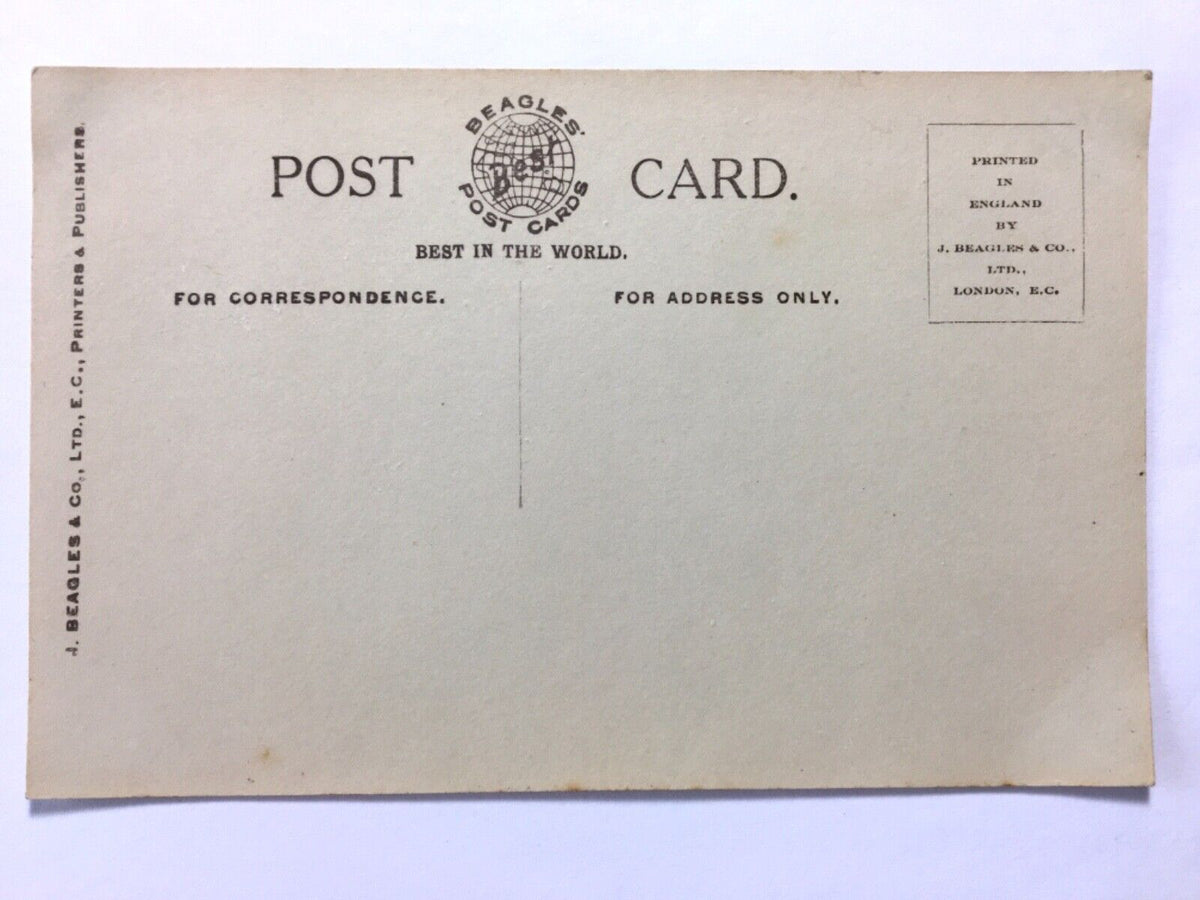 BEAGLES'
POST Best CARD.
POST CARDS
BEST IN THE WORLD.
FOR CORRESPONDENCE.
FOR ADDRESS ONLY.
PRINTED
IN
ENGLAND
BY
J. BEAGLES & CO.,
LTD.,
LONDON, E.C.
J. BEAGLES & CO., LTD., E.C., PRINTERS & PUBLISHERS.